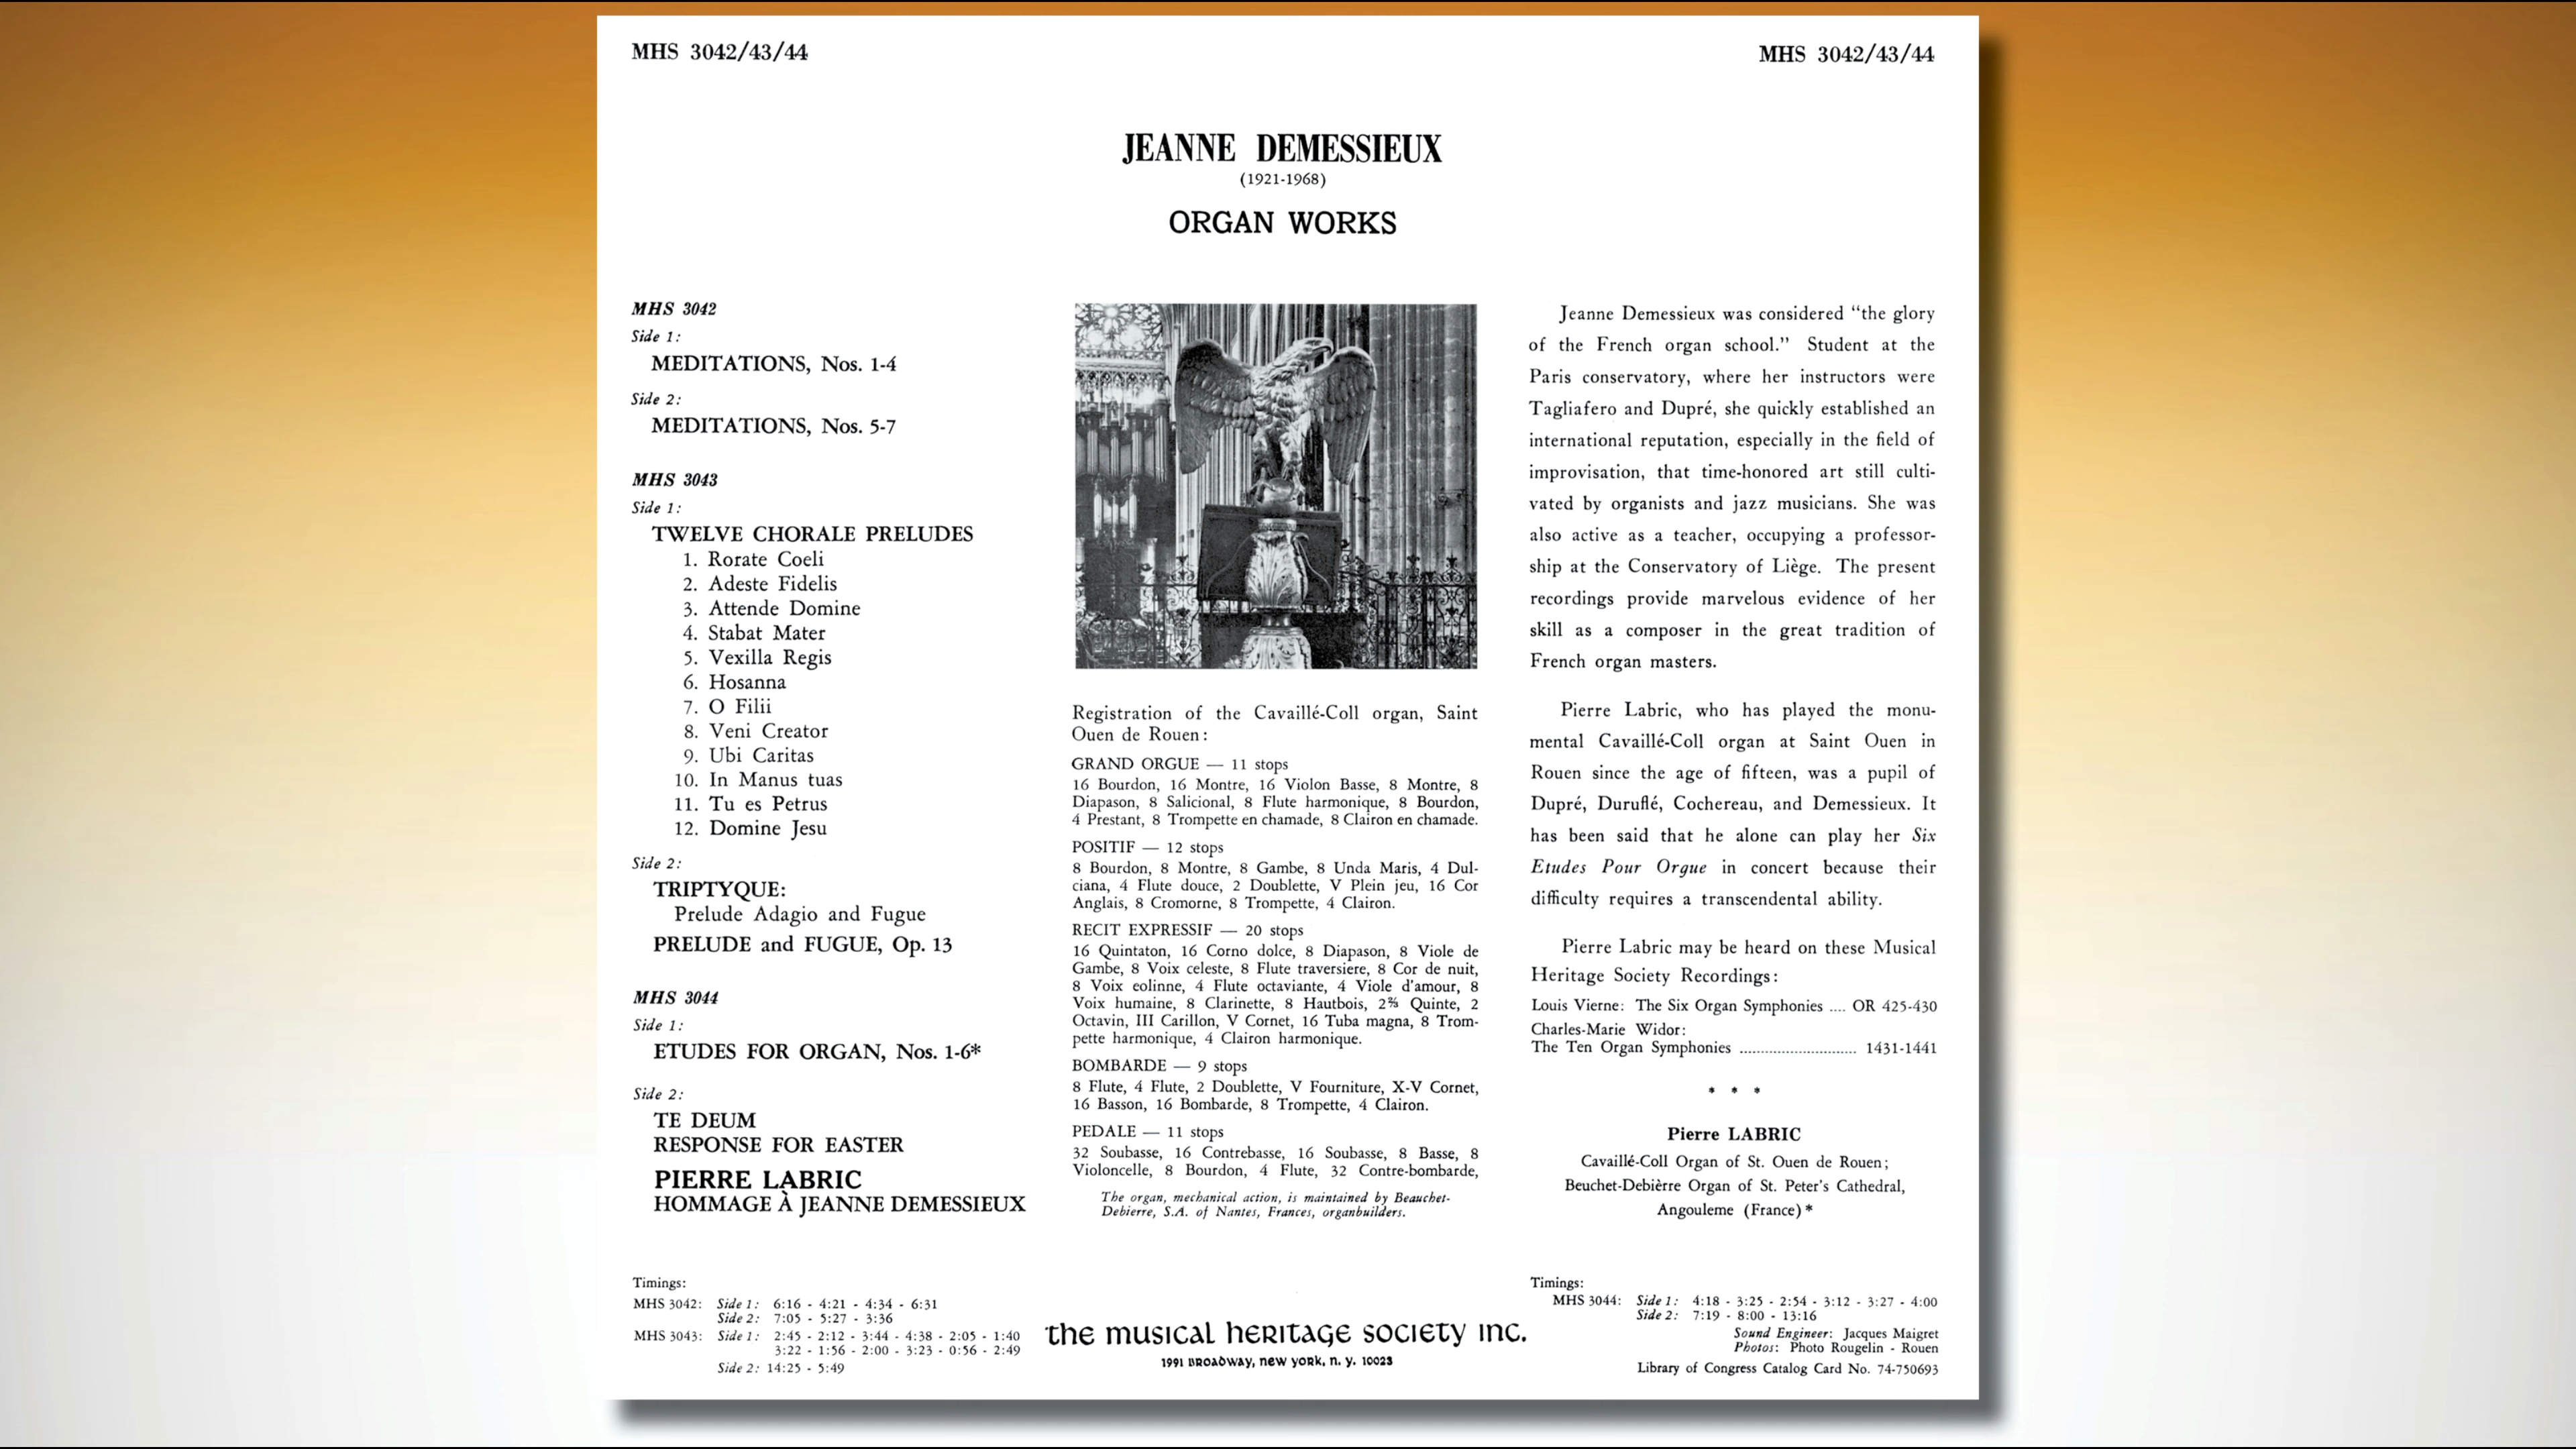 MHS 3042/43/44
MHS 3042/43/44
JEANNE DEMESSIEUX
(1921-1968)
ORGAN WORKS
MHS 3042
Side 1:
MEDITATIONS, Nos. 1-4
Side 2:
MEDITATIONS, Nos. 5-7
MHS 3043
Side 1:
TWELVE CHORALE PRELUDES
1. Rorate Coeli
2. Adeste Fidelis
3. Attende Domine
4. Stabat Mater
5. Vexilla Regis
6. Hosanna
7. O Filii
8. Veni Creator
9. Ubi Caritas
10. In Manus tuas
11. Tu es Petrus
12. Domine Jesu
Side 2:
TRIPTYQUE:
Prelude Adagio and Fugue
PRELUDE and FUGUE, Op. 13
MHS 3044
Side 1:
ETUDES FOR ORGAN, Nos. 1-6*
Side 2:
TE DEUM
RESPONSE FOR EASTER
PIERRE LABRIC
HOMMAGE À JEANNE DEMESSIEUX
Registration of the Cavaillé-Coll organ, Saint
Ouen de Rouen:
GRAND ORGUE — 11 stops
16 Bourdon, 16 Montre, 16 Violon Basse, 8 Montre, 8
Diapason, 8 Salicional, 8 Flute harmonique, 8 Bourdon,
4 Prestant, 8 Trompette en chamade, 8 Clairon en chamade.
POSITIF — 12 stops
8 Bourdon, 8 Montre, 8 Gambe, 8 Unda Maris, 4 Dul-
ciana, 4 Flute douce, 2 Doublette, V Plein jeu, 16 Cor
Anglais, 8 Cromorne, 8 Trompette, 4 Clairon.
RECIT EXPRESSIF — 20 stops
16 Quintaton, 16 Corno dolce, 8 Diapason, 8 Viole de
Gambe, 8 Voix celeste, 8 Flute traversiere, 8 Cor de nuit,
8 Voix eolinne, 4 Flute octaviante, 4 Viole d'amour, 8
Voix humaine, 8 Clarinette, 8 Hautbois, 2⅔ Quinte, 2
Octavin, III Carillon, V Cornet, 16 Tuba magna, 8 Trom-
pette harmonique, 4 Clairon harmonique.
BOMBARDE — 9 stops
8 Flute, 4 Flute, 2 Doublette, V Fourniture, X-V Cornet,
16 Basson, 16 Bombarde, 8 Trompette, 4 Clairon.
PEDALE — 11 stops
32 Soubasse, 16 Contrebasse, 16 Soubasse, 8 Basse, 8
Violoncelle, 8 Bourdon, 4 Flute, 32 Contre-bombarde,
The organ, mechanical action, is maintained by Beauchet-
Debierre, S.A. of Nantes, Frances, organbuilders.
Jeanne Demessieux was considered “the glory
of the French organ school.” Student at the
Paris conservatory, where her instructors were
Tagliafero and Dupré, she quickly established an
international reputation, especially in the field of
improvisation, that time-honored art still culti-
vated by organists and jazz musicians. She was
also active as a teacher, occupying a professor-
ship at the Conservatory of Liège. The present
recordings provide marvelous evidence of her
skill as a composer in the great tradition of
French organ masters.
Pierre Labric, who has played the monu-
mental Cavaillé-Coll organ at Saint Ouen in
Rouen since the age of fifteen, was a pupil of
Dupré, Duruflé, Cochereau, and Demessieux. It
has been said that he alone can play her Six
Etudes Pour Orgue in concert because their
difficulty requires a transcendental ability.
Pierre Labric may be heard on these Musical
Heritage Society Recordings:
Louis Vierne: The Six Organ Symphonies .... OR 425-430
Charles-Marie Widor:
The Ten Organ Symphonies ............................ 1431-1441
* * *
Pierre LABRIC
Cavaillé-Coll Organ of St. Ouen de Rouen;
Beuchet-Debièrre Organ of St. Peter's Cathedral,
Angouleme (France)*
Timings:
MHS 3042: Side 1: 6:16 - 4:21 - 4:34 - 6:31
Side 2: 7:05 - 5:27 - 3:36
MHS 3043: Side 1: 2:45 - 2:12 - 3:44 - 4:38 - 2:05 - 1:40
3:22 - 1:56 - 2:00 - 3:23 - 0:56 - 2:49
Side 2: 14:25 - 5:49
the musical heritage society inc.
1991 Broadway, new york, n. y. 10023
Timings:
MHS 3044: Side 1: 4:18 - 3:25 - 2:54 - 3:12 - 3:27 - 4:00
Side 2: 7:19 - 8:00 - 13:16
Sound Engineer: Jacques Maigret
Photos: Photo Rougelin - Rouen
Library of Congress Catalog Card No. 74-750693